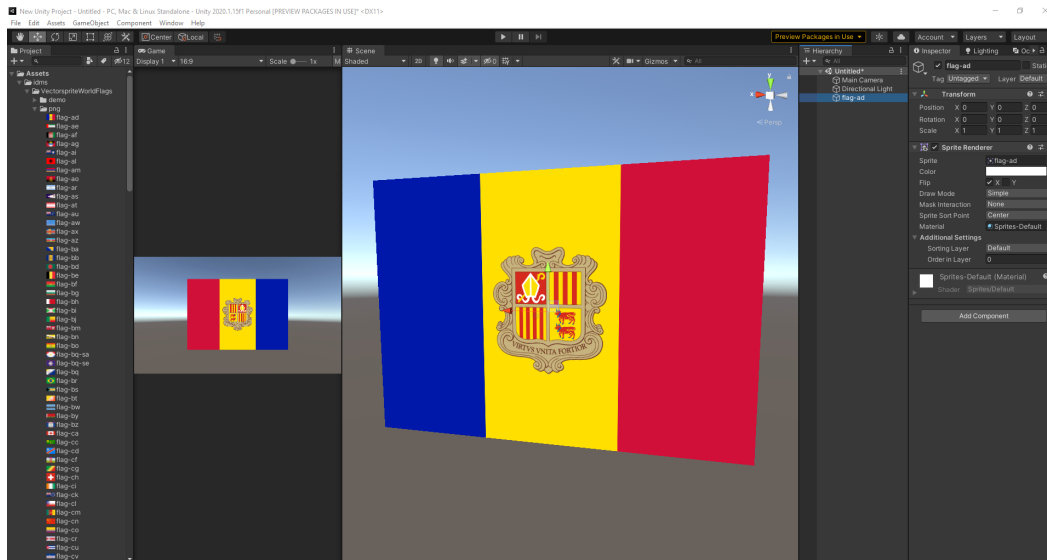 New Unity Project - Untitled - PC, Mac & Linux Standalone - Unity 2020.1.15f1 Personal [PREVIEW PACKAGES IN USE]* <DX11>
File Edit Assets GameObject Component Window Help
Center Local Preview Packages in Use Account Layers Layout
Project
12
Assets
idms
VectorspriteWorldFlags
demo
png
flag-ad
flag-ae
flag-af
flag-ag
flag-ai
flag-al
flag-am
flag-ao
flag-ar
flag-as
flag-at
flag-au
flag-aw
flag-ax
flag-az
flag-ba
flag-bb
flag-bd
flag-be
flag-bf
flag-bg
flag-bh
flag-bi
flag-bj
flag-bm
flag-bn
flag-bo
flag-bq-sa
flag-bq-se
flag-bq
flag-br
flag-bs
flag-bt
flag-bw
flag-by
flag-bz
flag-ca
flag-cc
flag-cd
flag-cf
flag-cg
flag-ch
flag-ci
flag-ck
flag-cl
flag-cm
flag-cn
flag-co
flag-cr
flag-cu
flag-cv
Game
Display 1 16:9 Scale 1x M
Scene
Shaded 2D 0 Gizmos All
y
x
Persp
VIRTVS VNITA FORTIOR
Hierarchy
All
Untitled*
Main Camera
Directional Light
flag-ad
Inspector Lighting Oc
flag-ad Stati
Tag Untagged Layer Default
Transform
Position X 0 Y 0 Z 0
Rotation X 0 Y 0 Z 0
Scale X 1 Y 1 Z 1
Sprite Renderer
Sprite flag-ad
Color
Flip X Y
Draw Mode Simple
Mask Interaction None
Sprite Sort Point Center
Material Sprites-Default
Additional Settings
Sorting Layer Default
Order in Layer 0
Sprites-Default (Material)
Shader Sprites/Default
Add Component